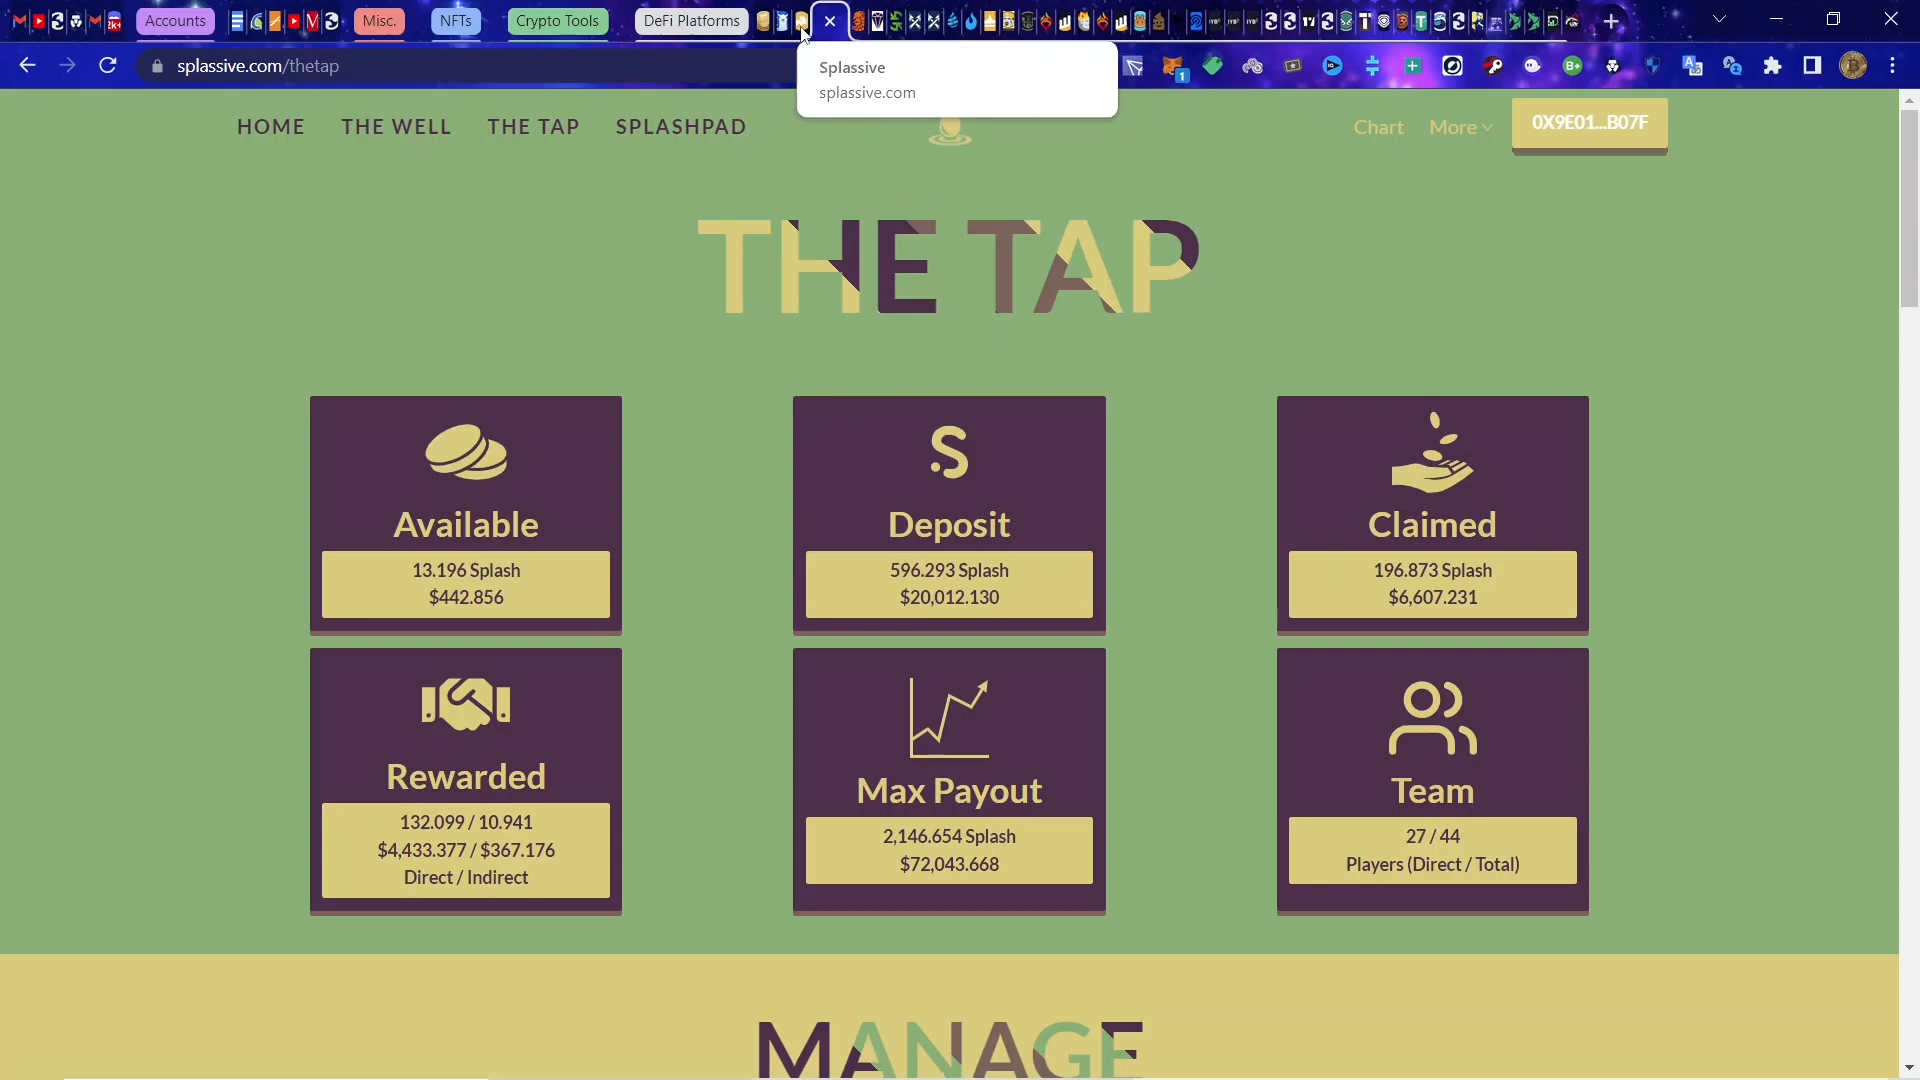 Accounts
Misc.
NFTs
Crypto Tools
DeFi Platforms
splassive.com/thetap
Splassive
splassive.com
1
B+
HOME
THE WELL
THE TAP
SPLASHPAD
Chart
More
0X9E01...B07F
THE TAP
Available
13.196 Splash
$442.856
Deposit
596.293 Splash
$20,012.130
Claimed
196.873 Splash
$6,607.231
Rewarded
132.099 / 10.941
$4,433.377 / $367.176
Direct / Indirect
Max Payout
2,146.654 Splash
$72,043.668
Team
27 / 44
Players (Direct / Total)
MANAGE